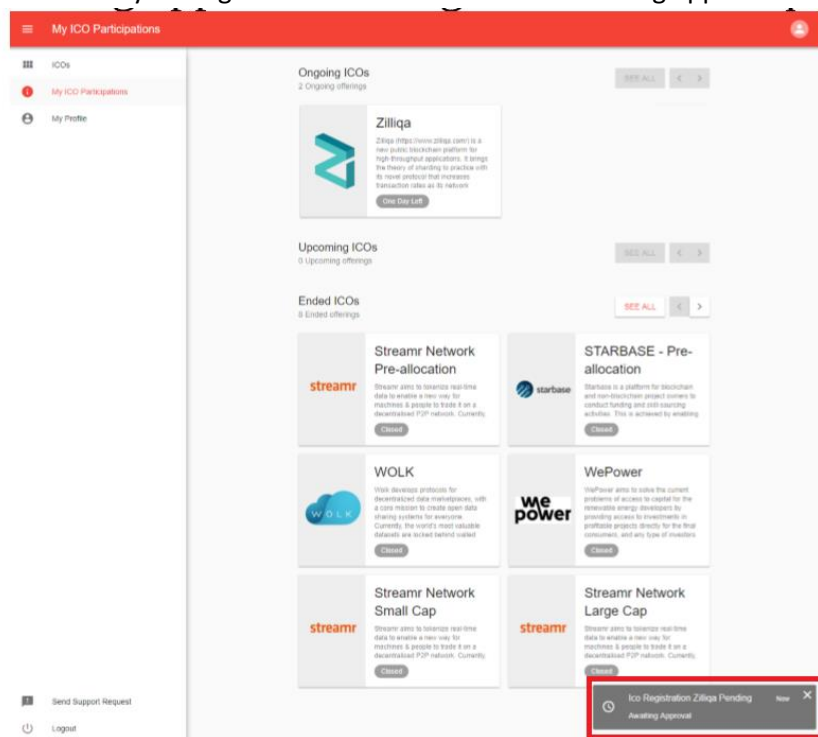 My ICO Participations
ICOs
My ICO Participations
My Profile
Send Support Request
Logout
Ongoing ICOs
2 Ongoing offerings
SEE ALL
Zilliqa
Zilliqa (https://www.zilliqa.com/) is a
new public blockchain platform for
high-throughput applications. It brings
the theory of sharding to practice with
its novel protocol that increases
transaction rates as its network
One Day Left
Upcoming ICOs
0 Upcoming offerings
SEE ALL
Ended ICOs
Ended offerings
SEE ALL
streamr
Streamr Network
Pre-allocation
Streamr aims to tokenize real-time
data to enable a new way for
machines & people to trade it on a
decentralised P2P network. Currently,
Closed
starbase
STARBASE - Pre-
allocation
Starbase is a platform for blockchain
and non-blockchain project owners to
conduct funding and skill-sourcing
activities. This is achieved by enabling
Closed
WOLK
WOLK
Wolk develops protocols for
decentralized data marketplaces, with
a core mission to create open data
sharing systems for everyone.
Currently, the world's most valuable
datasets are locked behind walled
Closed
we
power
WePower
WePower aims to solve the current
problems of access to capital for the
renewable energy developers by
providing access to investments in
profitable projects directly for the final
consument, and any type of investors
Closed
streamr
Streamr Network
Small Cap
Streamr aims to tokenize real-time
data to enable a new way for
machines & people to trade it on a
decentralised P2P network. Currently,
Closed
streamr
Streamr Network
Large Cap
Streamr aims to tokenize real-time
data to enable a new way for
machines & people to trade it on a
decentralised P2P network. Currently,
Closed
Ico Registration Zilliqa Pending
New
Awaiting Approval